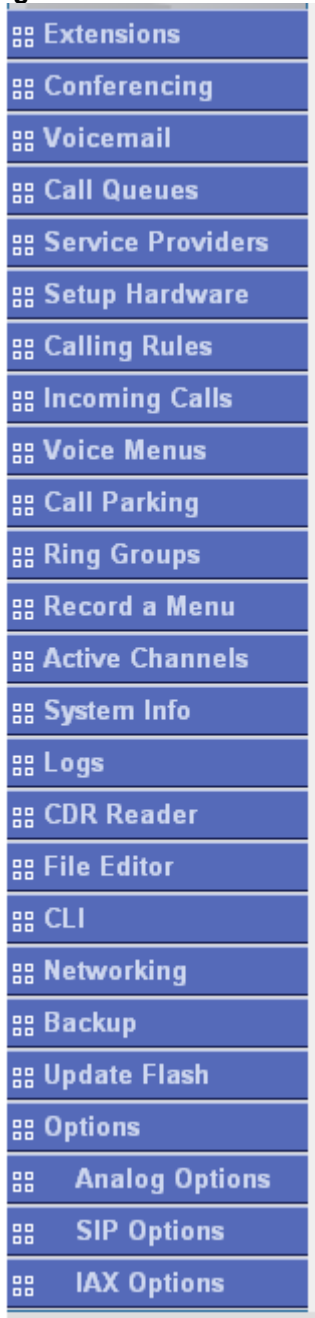 Extensions
Conferencing
Voicemail
Call Queues
Service Providers
Setup Hardware
Calling Rules
Incoming Calls
Voice Menus
Call Parking
Ring Groups
Record a Menu
Active Channels
System Info
Logs
CDR Reader
File Editor
CLI
Networking
Backup
Update Flash
Options
Analog Options
SIP Options
IAX Options